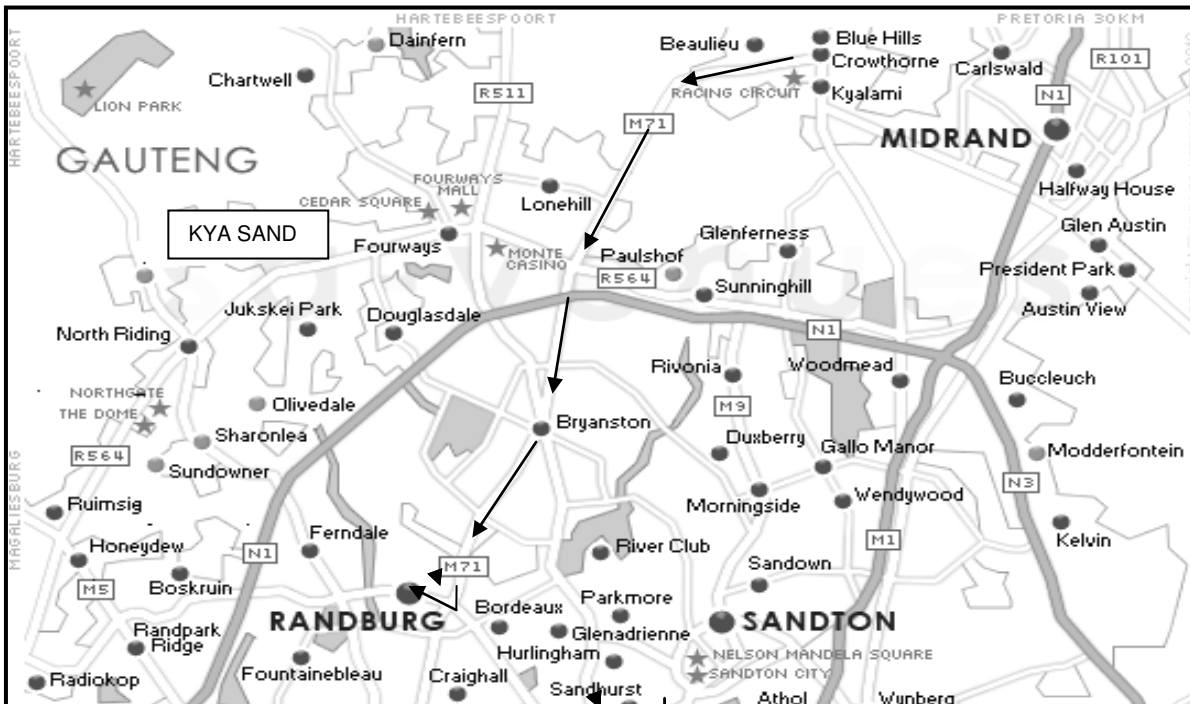 HARTEBEESPOORT
PRETORIA 30KM
HARTEBEESPOORT
Dainfern
Beaulieu
Blue Hills
Crowthorne
Carlswald
R101
Chartwell
LION PARK
R511
RACING CIRCUIT
Kyalami
N1
M71
MIDRAND
GAUTENG
FOURWAYS
MALL
CEDAR SQUARE
Lonehill
Halfway House
KYA SAND
Fourways
MONTE
CASINO
Paulshof
R564
Glenferness
Sunninghill
Glen Austin
President Park
Austin View
Jukskei Park
Douglasdale
North Riding
N1
Rivonia
Woodmead
Buccleuch
NORTHGATE
THE DOME
Olivedale
M9
Sharonlea
Bryanston
Duxberry
Gallo Manor
Modderfontein
R564
Sundowner
MAGALIESBURG
Morningside
Wendywood
N3
Ruimsig
Ferndale
Honeydew
N1
M71
River Club
M1
Kelvin
M5
Boskruin
Sandown
RANDBURG
Bordeaux
Parkmore
SANDTON
Randpark
Ridge
Glenadrienne
Hurlingham
NELSON MANDELA SQUARE
SANDTON CITY
Radiokop
Fountainebleau
Craighall
Sandhurst
Athol
Wynberg